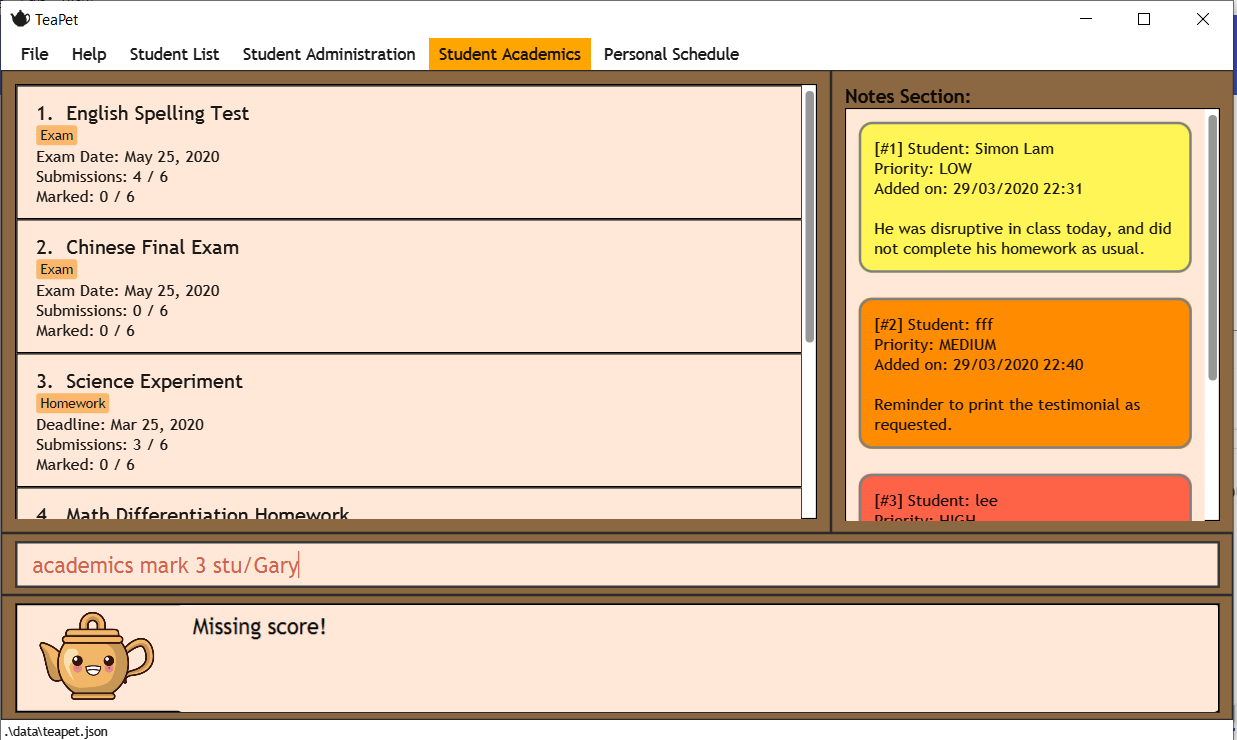 TeaPet
File Help Student List Student Administration Student Academics Personal Schedule
1. English Spelling Test
Exam
Exam Date: May 25, 2020
Submissions: 4 / 6
Marked: 0 / 6
2. Chinese Final Exam
Exam
Exam Date: May 25, 2020
Submissions: 0 / 6
Marked: 0 / 6
3. Science Experiment
Homework
Deadline: Mar 25, 2020
Submissions: 3 / 6
Marked: 0 / 6
4. Math Differentiation Homework
Notes Section:
[#1] Student: Simon Lam
Priority: LOW
Added on: 29/03/2020 22:31
He was disruptive in class today, and did
not complete his homework as usual.
[#2] Student: fff
Priority: MEDIUM
Added on: 29/03/2020 22:40
Reminder to print the testimonial as
requested.
[#3] Student: lee
Priority: HIGH
academics mark 3 stu/Gary
Missing score!
.\data\teapet.json